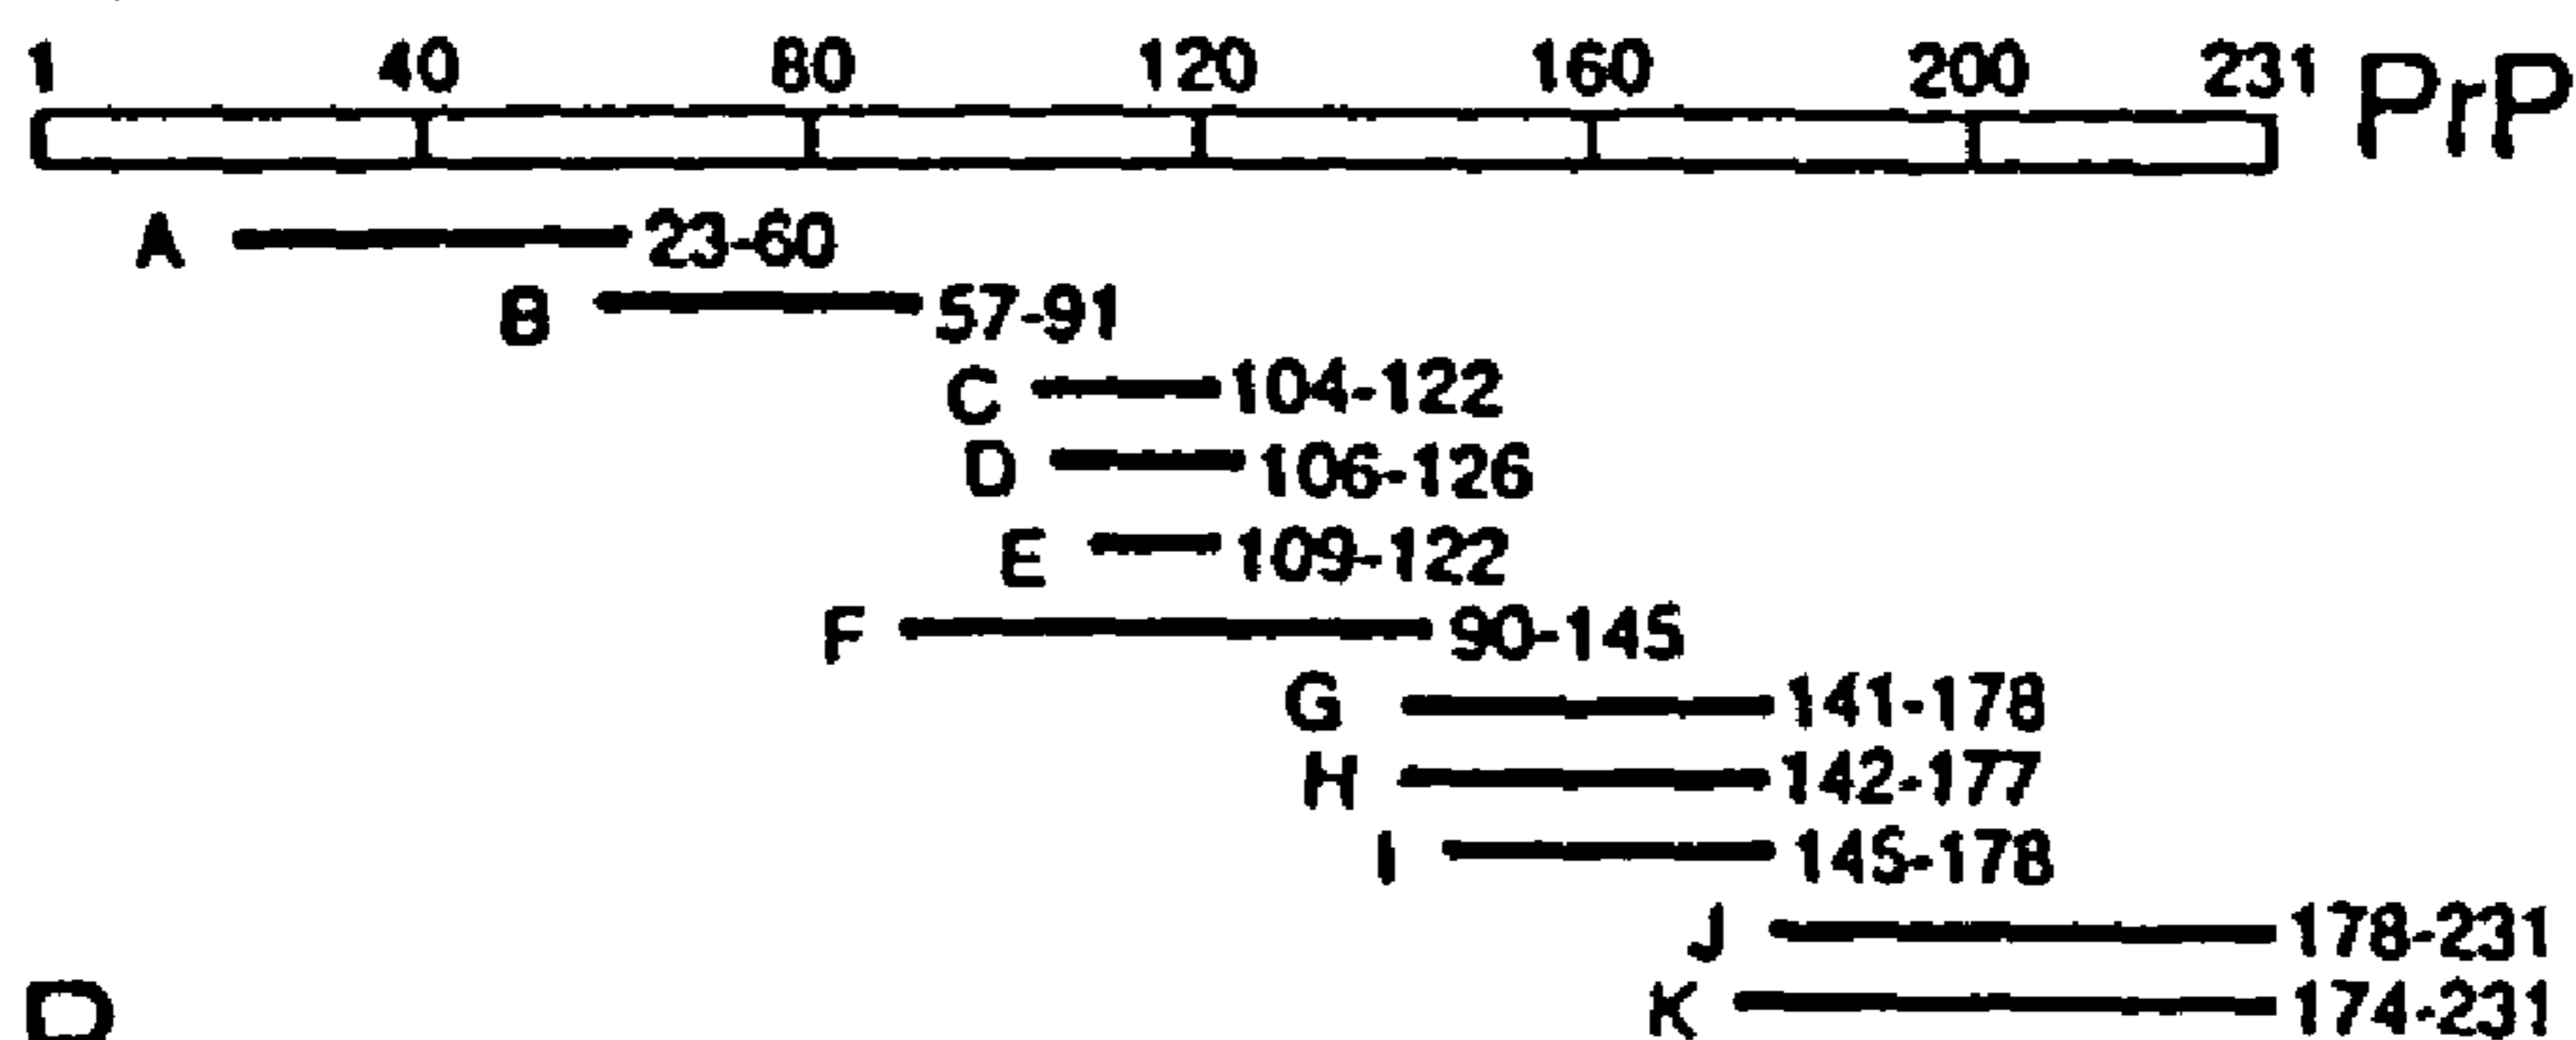 1 40 80 120 160 200 231 PrP
A 23-60
B 57-91
C 104-122
D 106-126
E 109-122
F 90-145
G 141-178
H 142-177
I 145-178
J 178-231
K 174-231